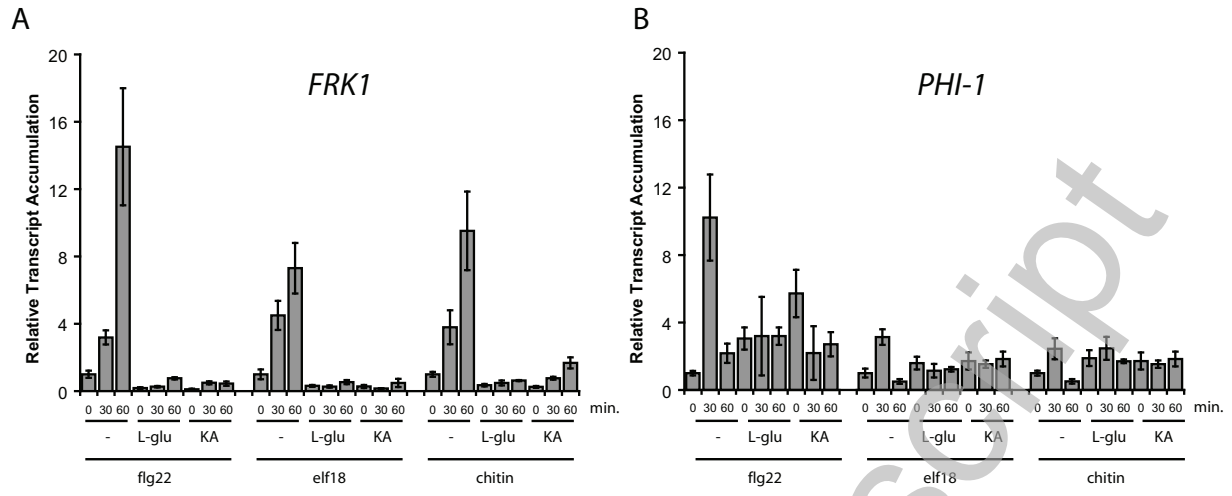 A
B
FRK1
PHI-1
Relative Transcript Accumulation
20
16
12
8
4
0
0 30 60 0 30 60 0 30 60 0 30 60 0 30 60 0 30 60 0 30 60 0 30 60 0 30 60 min.
- L-glu KA - L-glu KA - L-glu KA
flg22 elf18 chitin
Relative Transcript Accumulation
20
16
12
8
4
0
0 30 60 0 30 60 0 30 60 0 30 60 0 30 60 0 30 60 0 30 60 0 30 60 0 30 60 min.
- L-glu KA - L-glu KA - L-glu KA
flg22 elf18 chitin
script